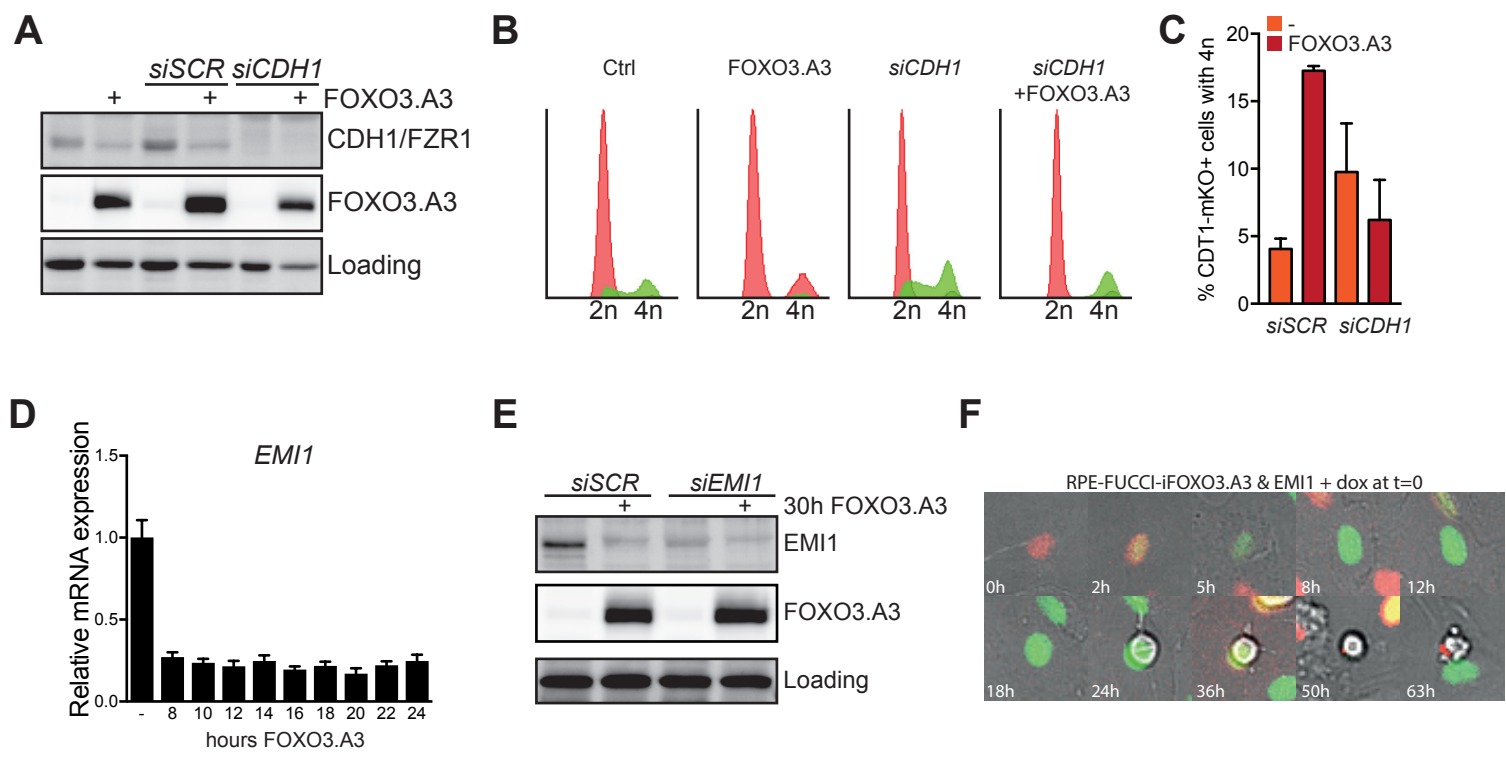 A
siSCR siCDH1
+ + + FOXO3.A3
CDH1/FZR1
FOXO3.A3
Loading
B
Ctrl FOXO3.A3 siCDH1 siCDH1
+FOXO3.A3
2n 4n 2n 4n 2n 4n 2n 4n
C
-
FOXO3.A3
% CDT1-mKO+ cells with 4n
20
15
10
5
0
siSCR siCDH1
D
EMI1
Relative mRNA expression
1.5
1.0
0.5
0.0
- 8 10 12 14 16 18 20 22 24
hours FOXO3.A3
E
siSCR siEMI1
+ + 30h FOXO3.A3
EMI1
FOXO3.A3
Loading
F
RPE-FUCCI-iFOXO3.A3 & EMI1 + dox at t=0
0h 2h 5h 8h 12h
18h 24h 36h 50h 63h